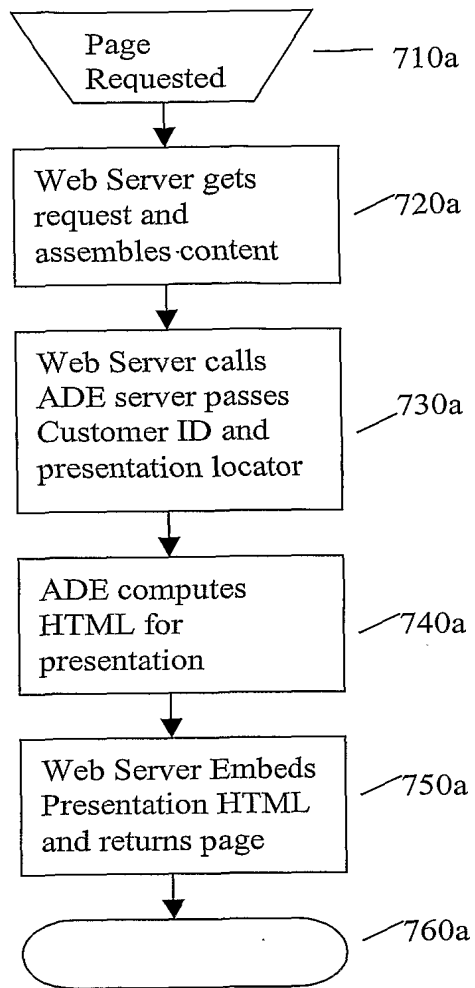 Page
Requested
710a
Web Server gets
request and
assembles content
720a
Web Server calls
ADE server passes
Customer ID and
presentation locator
730a
ADE computes
HTML for
presentation
740a
Web Server Embeds
Presentation HTML
and returns page
750a
760a